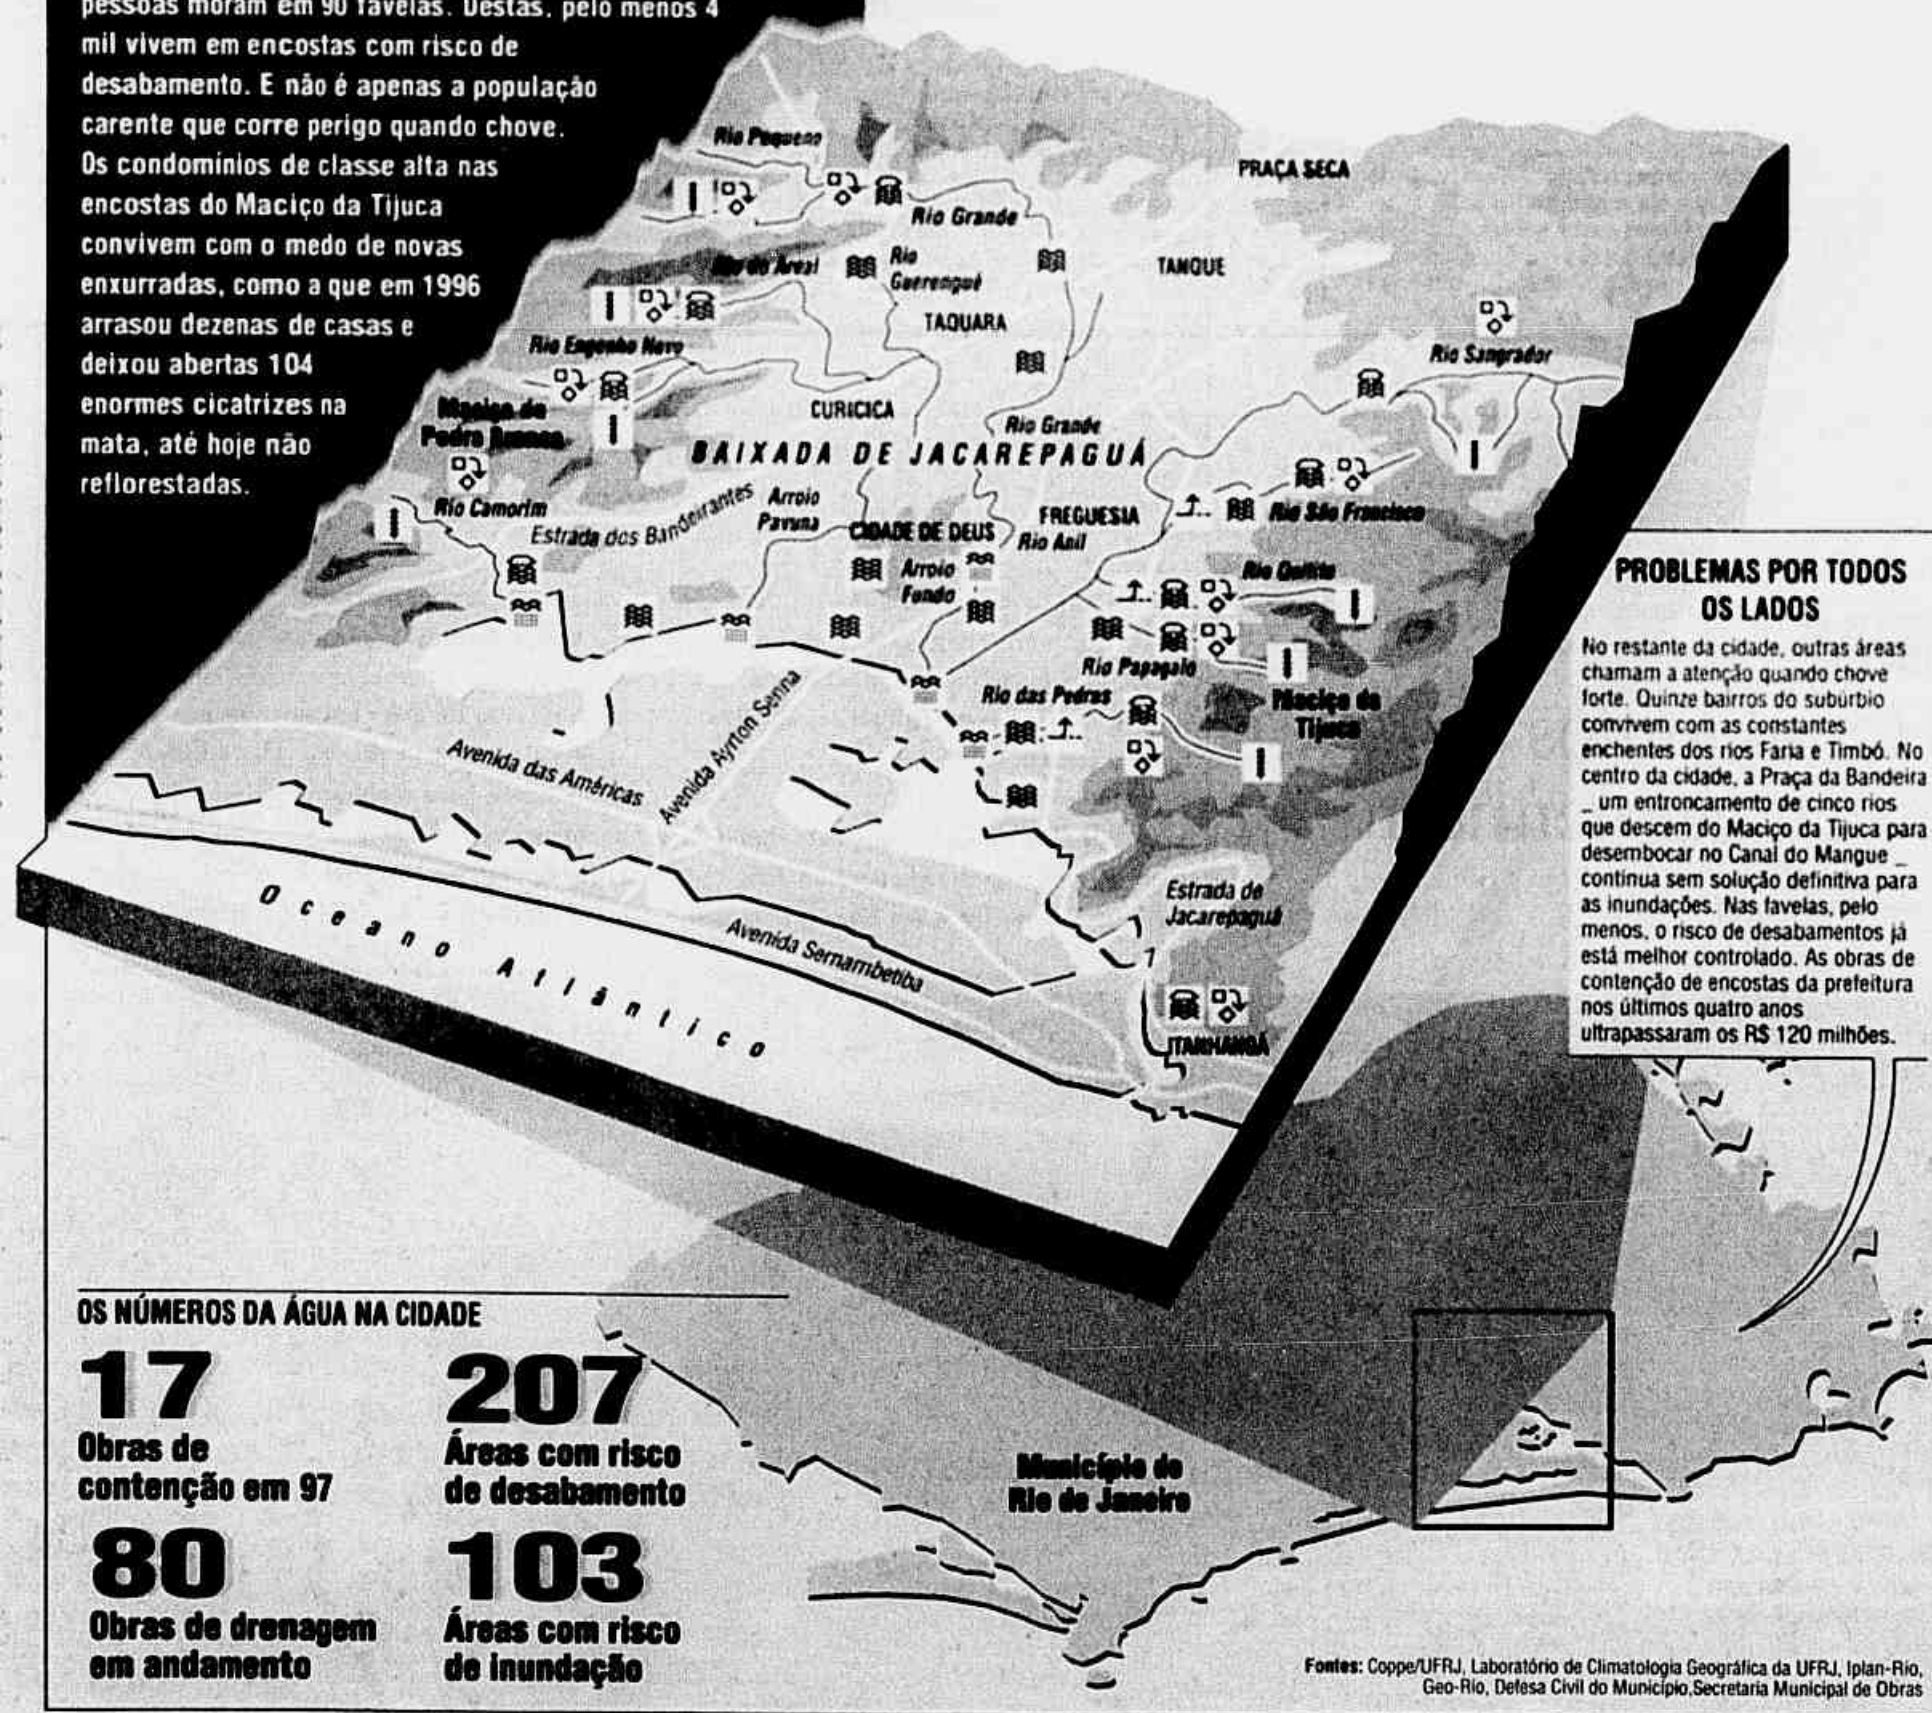 pessoas moram em 90 favelas. Destas, pelo menos 4
mil vivem em encostas com risco de
desabamento. E não é apenas a população
carente que corre perigo quando chove.
Os condomínios de classe alta nas
encostas do Maciço da Tijuca
convivem com o medo de novas
enxurradas, como a que em 1996
arrasou dezenas de casas e
deixou abertas 104
enormes cicatrizes na
mata, até hoje não
reflorestadas.
Rio Pequeno
PRAÇA SECA
Rio Grande
Rio do Areal
Rio
Guerenguê
TANQUE
TAQUARA
Rio Engenho Novo
Rio Sangrador
CURICICA
Maciço da
Pedra Branca
Rio Grande
BAIXADA DE JACAREPAGUÁ
Rio Camorim
Estrada dos Bandeirantes
Arroio
Pavuna
CIDADE DE DEUS
FREGUESIA
Rio Anil
Rio São Francisco
Arroio
Fundo
Rio Quitite
Rio Papagaio
Rio das Pedras
Maciço da
Tijuca
Avenida das Américas
Avenida Ayrton Senna
Estrada de
Jacarepaguá
Avenida Sernambetiba
Oceano Atlântico
ITANHANGÁ
PROBLEMAS POR TODOS
OS LADOS
No restante da cidade, outras áreas
chamam a atenção quando chove
forte. Quinze bairros do subúrbio
convivem com as constantes
enchentes dos rios Faria e Timbó. No
centro da cidade, a Praça da Bandeira
_ um entroncamento de cinco rios
que descem do Maciço da Tijuca para
desembocar no Canal do Mangue _
continua sem solução definitiva para
as inundações. Nas favelas, pelo
menos, o risco de desabamentos já
está melhor controlado. As obras de
contenção de encostas da prefeitura
nos últimos quatro anos
ultrapassaram os R$ 120 milhões.
OS NÚMEROS DA ÁGUA NA CIDADE
17
Obras de
contenção em 97
207
Áreas com risco
de desabamento
80
Obras de drenagem
em andamento
103
Áreas com risco
de inundação
Município do
Rio de Janeiro
Fontes: Coppe/UFRJ, Laboratório de Climatologia Geográfica da UFRJ, Iplan-Rio,
Geo-Rio, Defesa Civil do Município,Secretaria Municipal de Obras